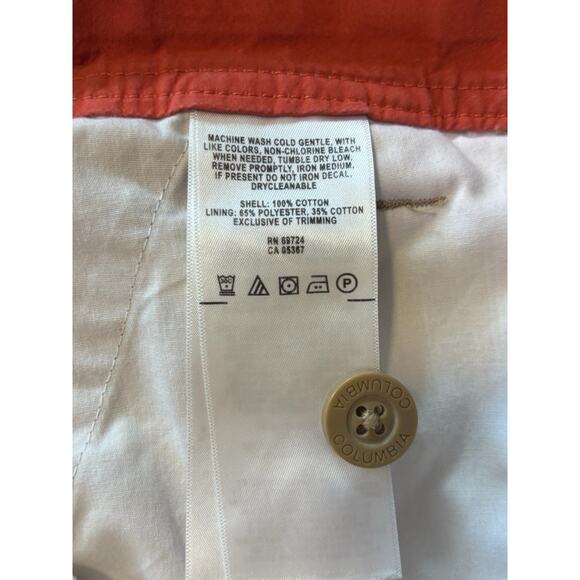 MACHINE WASH COLD GENTLE, WITH
LIKE COLORS, NON-CHLORINE BLEACH
WHEN NEEDED, TUMBLE DRY LOW,
REMOVE PROMPTLY, IRON MEDIUM.
IF PRESENT DO NOT IRON DECAL.
DRYCLEANABLE
SHELL: 100% COTTON
LINING: 65% POLYESTER, 35% COTTON
EXCLUSIVE OF TRIMMING
RN 69724
CA 05367
P
COLUMBIA
COLUMBIA